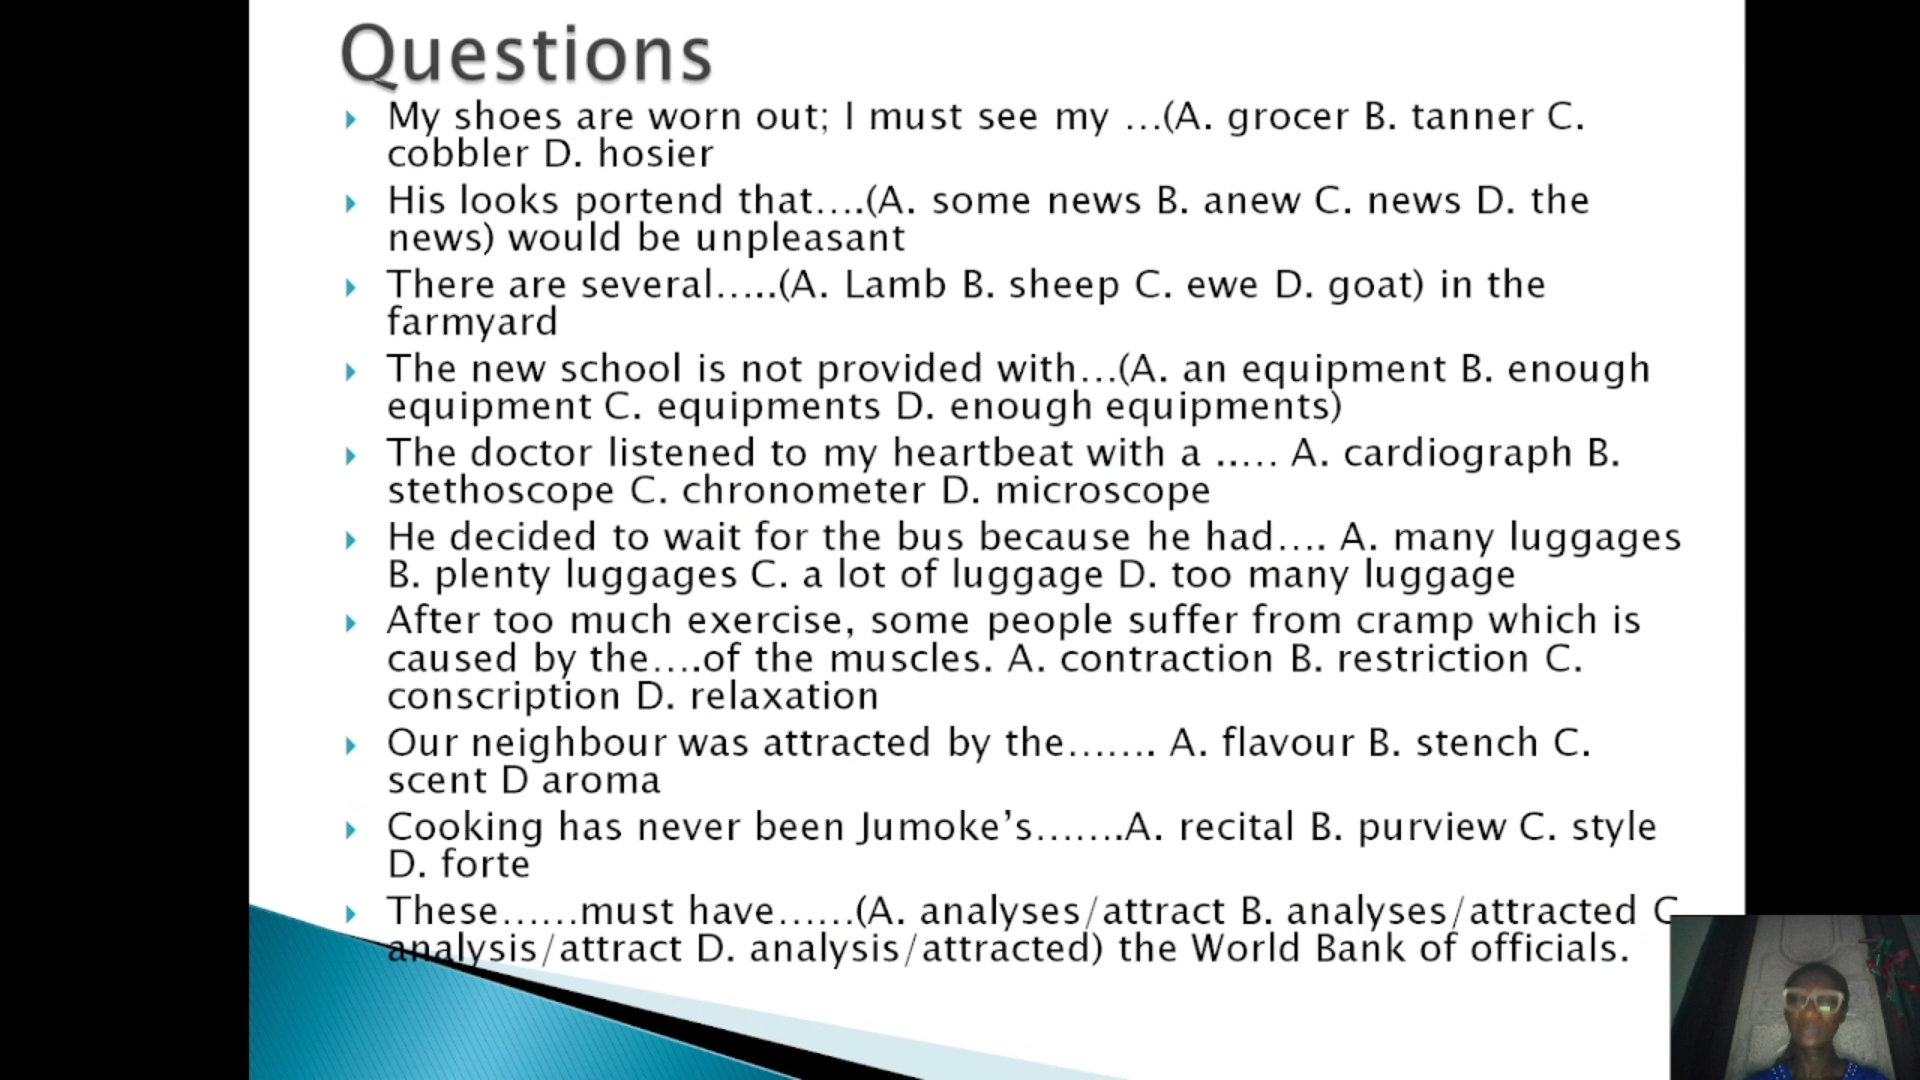 Questions
My shoes are worn out; I must see my ...(A. grocer B. tanner C.
cobbler D. hosier
His looks portend that....(A. some news B. anew C. news D. the
news) would be unpleasant
There are several.....(A. Lamb B. sheep C. ewe D. goat) in the
farmyard
The new school is not provided with...(A. an equipment B. enough
equipment C. equipments D. enough equipments)
The doctor listened to my heartbeat with a ..... A. cardiograph B.
stethoscope C. chronometer D. microscope
He decided to wait for the bus because he had.... A. many luggages
B. plenty luggages C. a lot of luggage D. too many luggage
After too much exercise, some people suffer from cramp which is
caused by the....of the muscles. A. contraction B. restriction C.
conscription D. relaxation
Our neighbour was attracted by the....... A. flavour B. stench C.
scent D aroma
Cooking has never been Jumoke's.......A. recital B. purview C. style
D. forte
These......must have......(A. analyses/attract B. analyses/attracted C
analysis/attract D. analysis/attracted) the World Bank of officials.